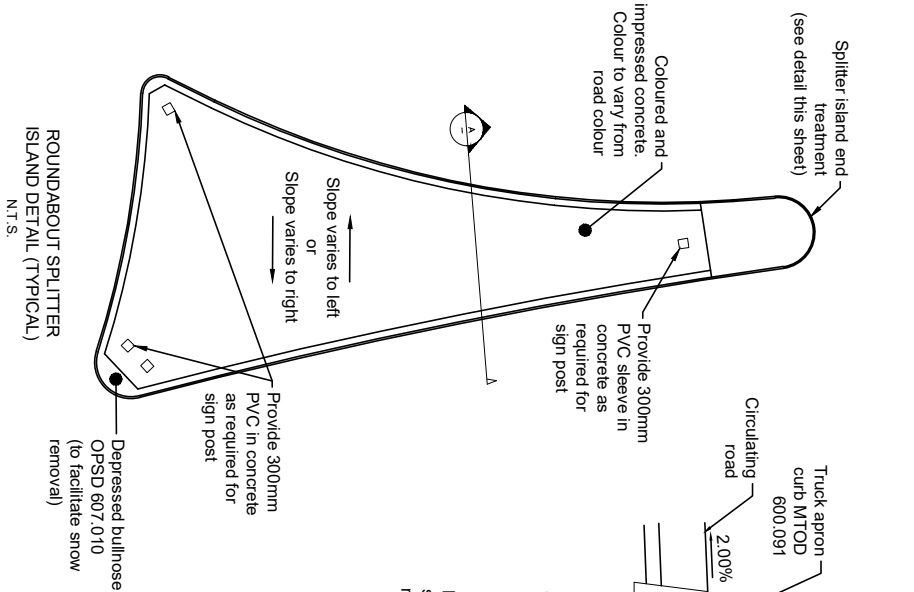 Splitter island end
treatment
(see detail this sheet)
Coloured and
impressed concrete.
Colour to vary from
road colour
A
Slope varies to left
or
Slope varies to right
Provide 300mm
PVC sleeve in
concrete as
required for
sign post
Provide 300mm
PVC in concrete
as required for
sign post
Depressed bullnose
OPSD 607.010
(to facilitate snow
removal)
ROUNDABOUT SPLITTER
ISLAND DETAIL (TYPICAL)
N.T.S.
Truck apron
curb MTOD
600.091
Circulating
road
2.00%